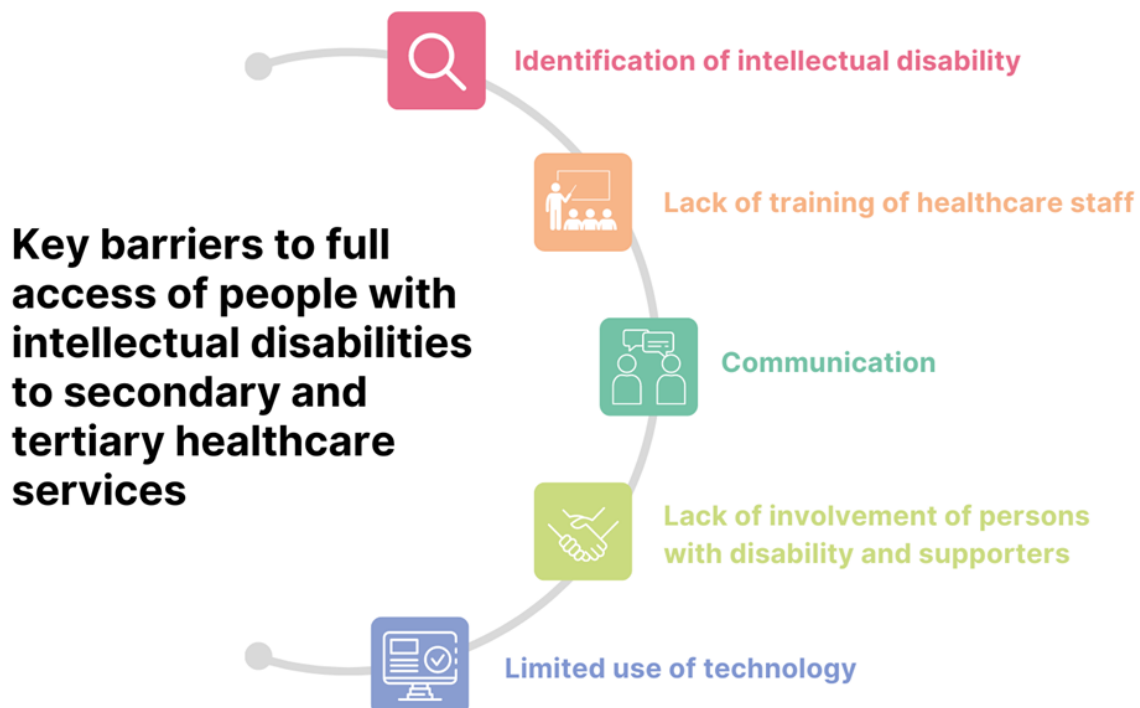 Key barriers to full
access of people with
intellectual disabilities
to secondary and
tertiary healthcare
services
Identification of intellectual disability
Lack of training of healthcare staff
Communication
Lack of involvement of persons
with disability and supporters
Limited use of technology